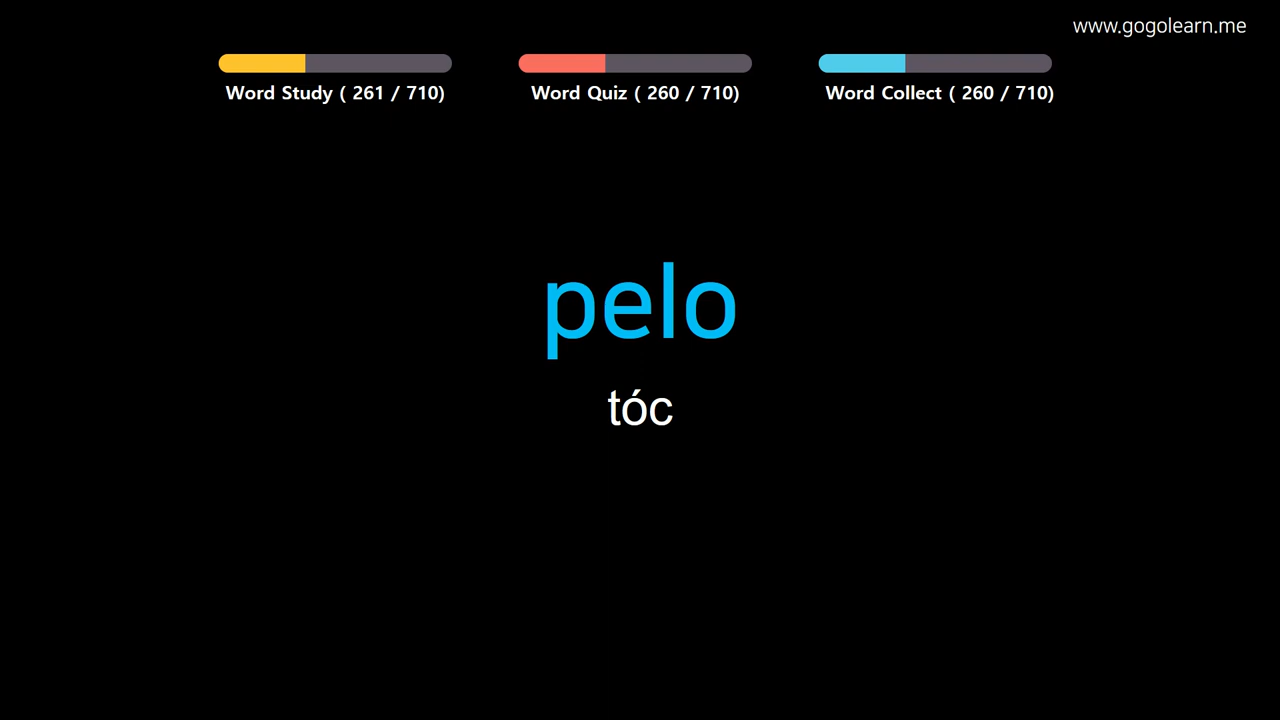 www.gogolearn.me
Word Study ( 261 / 710)
Word Quiz ( 260 / 710)
Word Collect ( 260 / 710)
pelo
tóc